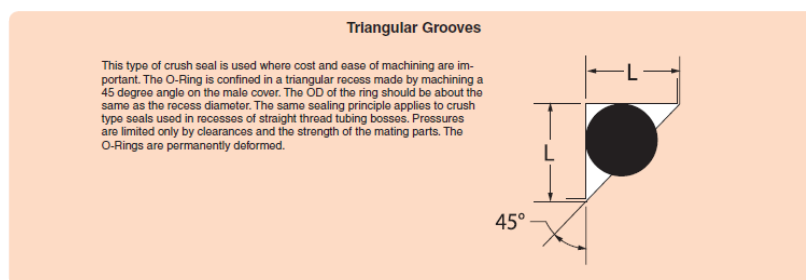 Triangular Grooves
This type of crush seal is used where cost and ease of machining are im-
portant. The O-Ring is confined in a triangular recess made by machining a
45 degree angle on the male cover. The OD of the ring should be about the
same as the recess diameter. The same sealing principle applies to crush
type seals used in recesses of straight thread tubing bosses. Pressures
are limited only by clearances and the strength of the mating parts. The
O-Rings are permanently deformed.
L
L
45°